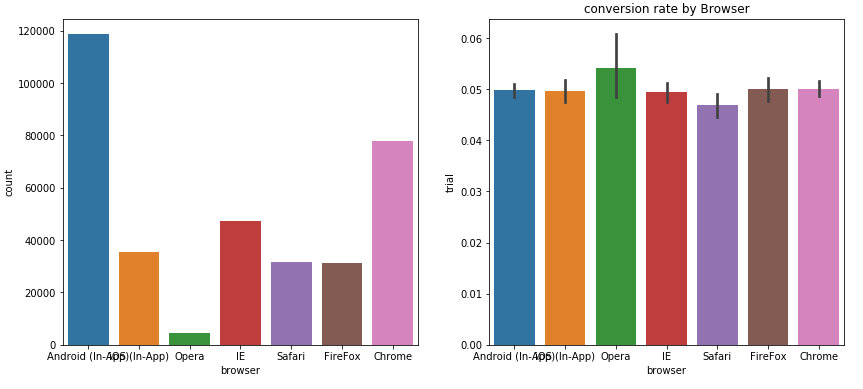 120000
100000
80000
60000
40000
20000
0
count
Android (In-App)
iOS (In-App)
Opera
IE
Safari
FireFox
Chrome
browser
conversion rate by Browser
0.06
0.05
0.04
0.03
0.02
0.01
0.00
trial
Android (In-App)
iOS (In-App)
Opera
IE
Safari
FireFox
Chrome
browser